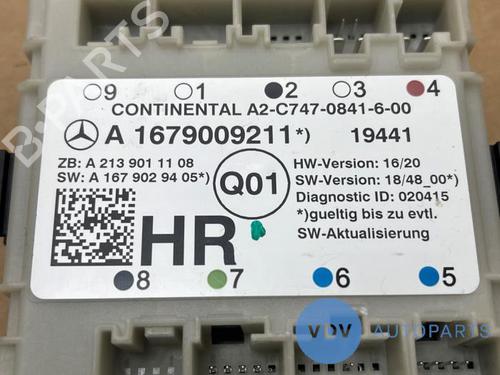 9 1 2 3 4
CONTINENTAL A2-C747-0841-6-00
A 1679009211*) 19441
ZB: A 213 901 11 08
SW: A 167 902 94 05*)
Q01
HW-Version: 16/20
SW-Version: 18/48_00*)
Diagnostic ID: 020415
*)gueltig bis zu evtl.
SW-Aktualisierung
HR
8 7 6 5
B-PARTS
VDV AUTOPARTS